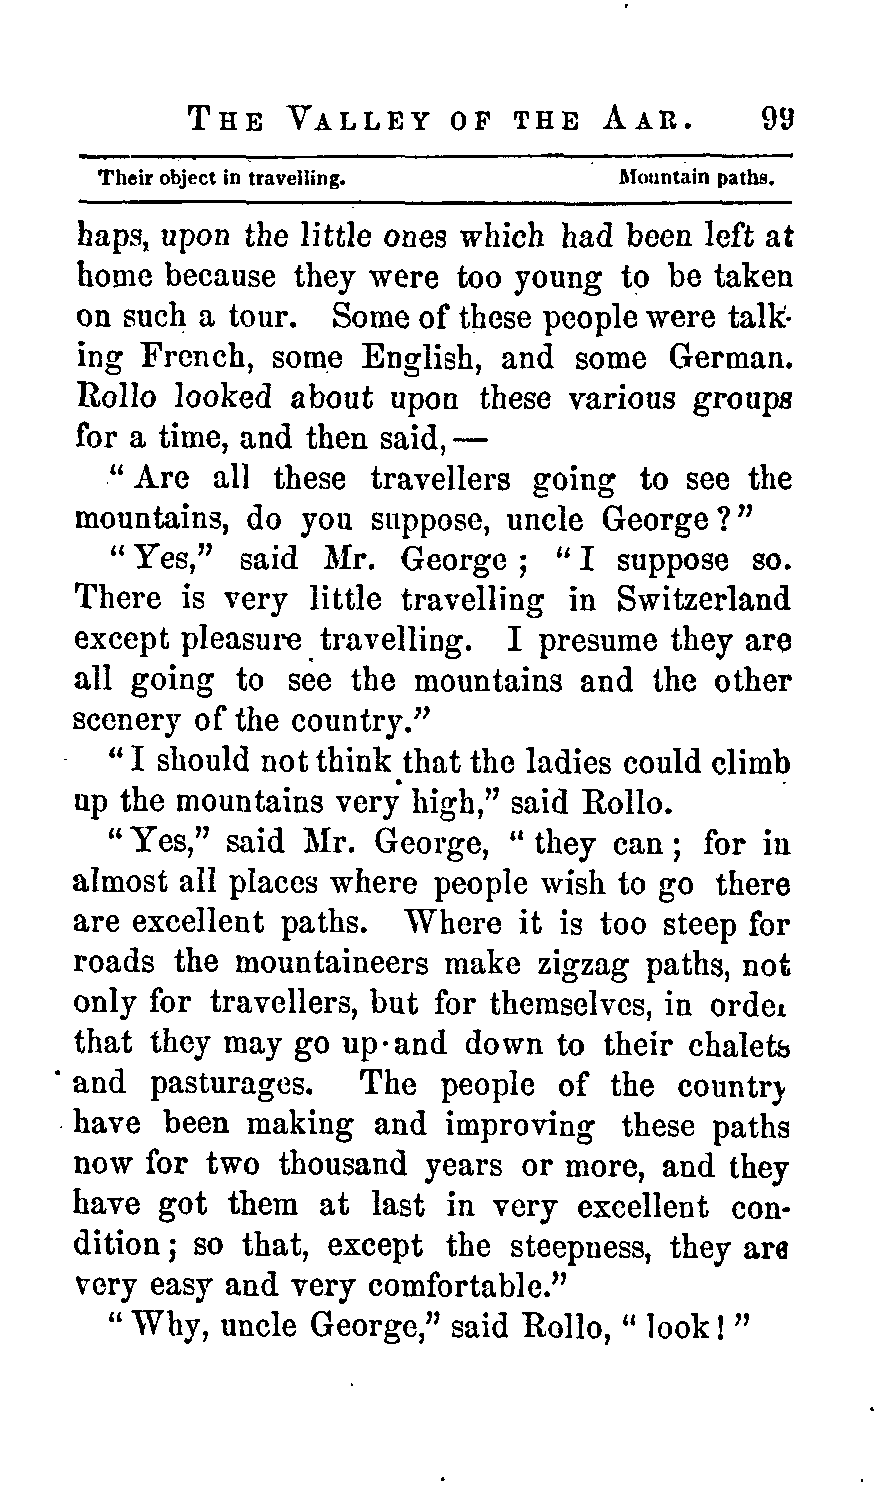 THE VALLEY OF THE AAR. 99
Their object in travelling. Mountain paths.
haps, upon the little ones which had been left at
home because they were too young to be taken
on such a tour. Some of these people were talk-
ing French, some English, and some German.
Rollo looked about upon these various groups
for a time, and then said,—
“Are all these travellers going to see the
mountains, do you suppose, uncle George?”
“Yes,” said Mr. George; “I suppose so.
There is very little travelling in Switzerland
except pleasure travelling. I presume they are
all going to see the mountains and the other
scenery of the country.”
“I should not think that the ladies could climb
up the mountains very high,” said Rollo.
“Yes,” said Mr. George, “they can; for in
almost all places where people wish to go there
are excellent paths. Where it is too steep for
roads the mountaineers make zigzag paths, not
only for travellers, but for themselves, in order
that they may go up and down to their chalets
and pasturages. The people of the country
have been making and improving these paths
now for two thousand years or more, and they
have got them at last in very excellent con-
dition; so that, except the steepness, they are
very easy and very comfortable.”
“Why, uncle George,” said Rollo, “look!”